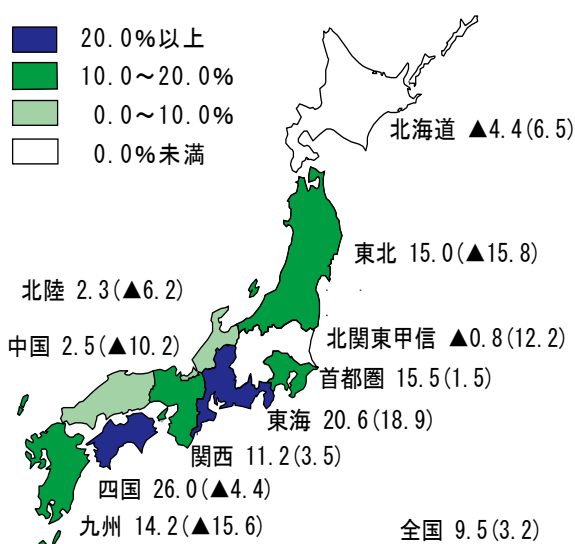 20.0%以上
10.0～20.0%
0.0～10.0%
0.0%未満
北海道 ▲4.4(6.5)
東北 15.0(▲15.8)
北陸 2.3(▲6.2)
北関東甲信 ▲0.8(12.2)
中国 2.5(▲10.2)
首都圏 15.5(1.5)
東海 20.6(18.9)
関西 11.2(3.5)
四国 26.0(▲4.4)
九州 14.2(▲15.6)
全国 9.5(3.2)